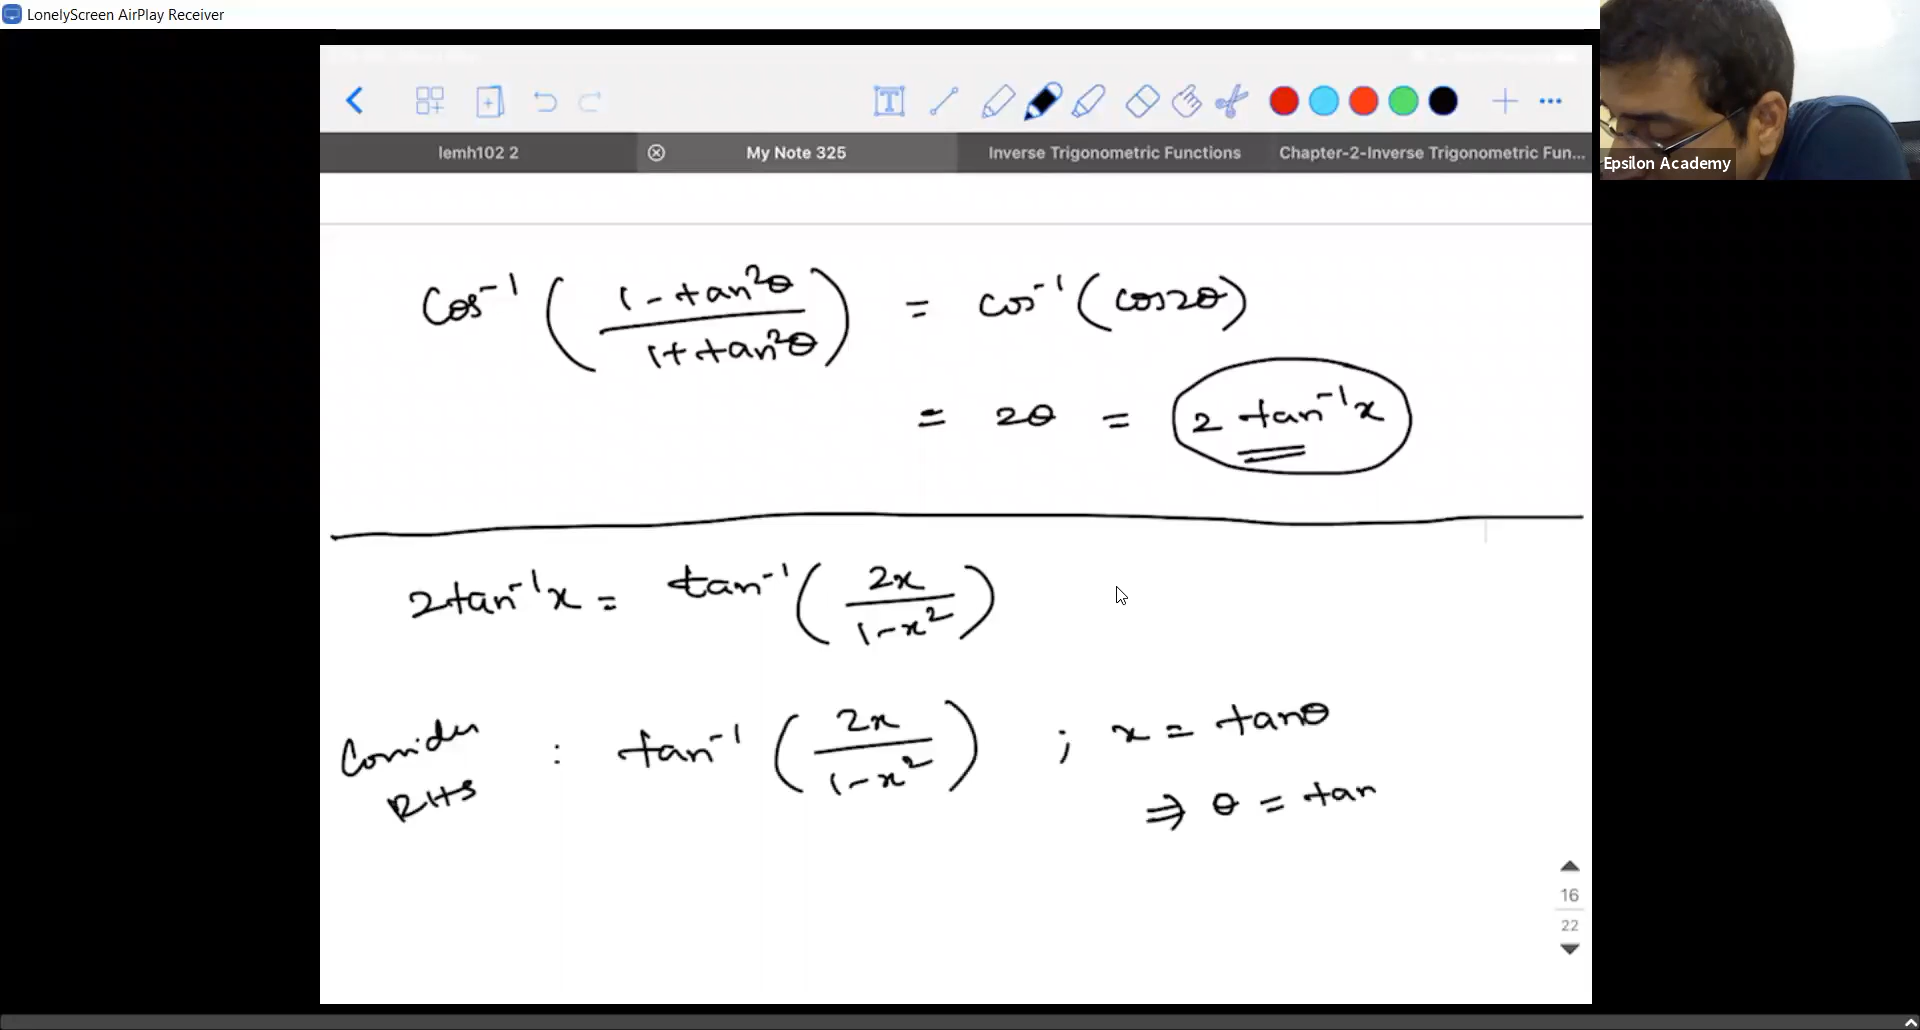 LonelyScreen AirPlay Receiver
lemh102 2
My Note 325
Inverse Trigonometric Functions
Chapter-2-Inverse Trigonometric Fun...
Epsilon Academy
Cos⁻¹ ( (1 - tan²θ) / (1 + tan²θ) ) = cos⁻¹ (cos2θ)
= 2θ = 2 tan⁻¹x
2tan⁻¹x = tan⁻¹ ( 2x / (1-x²) )
Consider RHS : tan⁻¹ ( 2x / (1-x²) ) ; x = tanθ
⇒ θ = tan
16
22